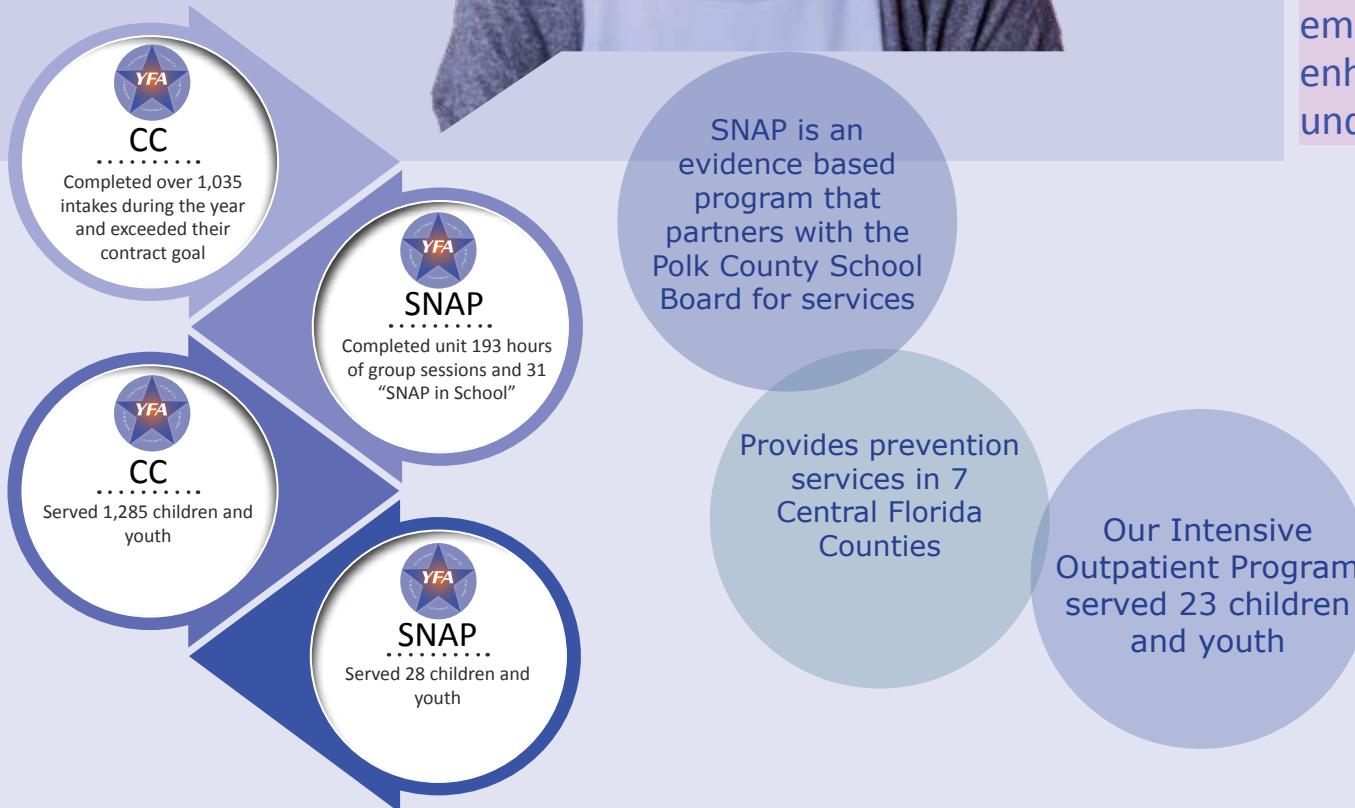 em
enh
und
YFA
CC
Completed over 1,035
intakes during the year
and exceeded their
contract goal
YFA
SNAP
Completed unit 193 hours
of group sessions and 31
“SNAP in School”
YFA
CC
Served 1,285 children and
youth
YFA
SNAP
Served 28 children and
youth
SNAP is an
evidence based
program that
partners with the
Polk County School
Board for services
Provides prevention
services in 7
Central Florida
Counties
Our Intensive
Outpatient Program
served 23 children
and youth